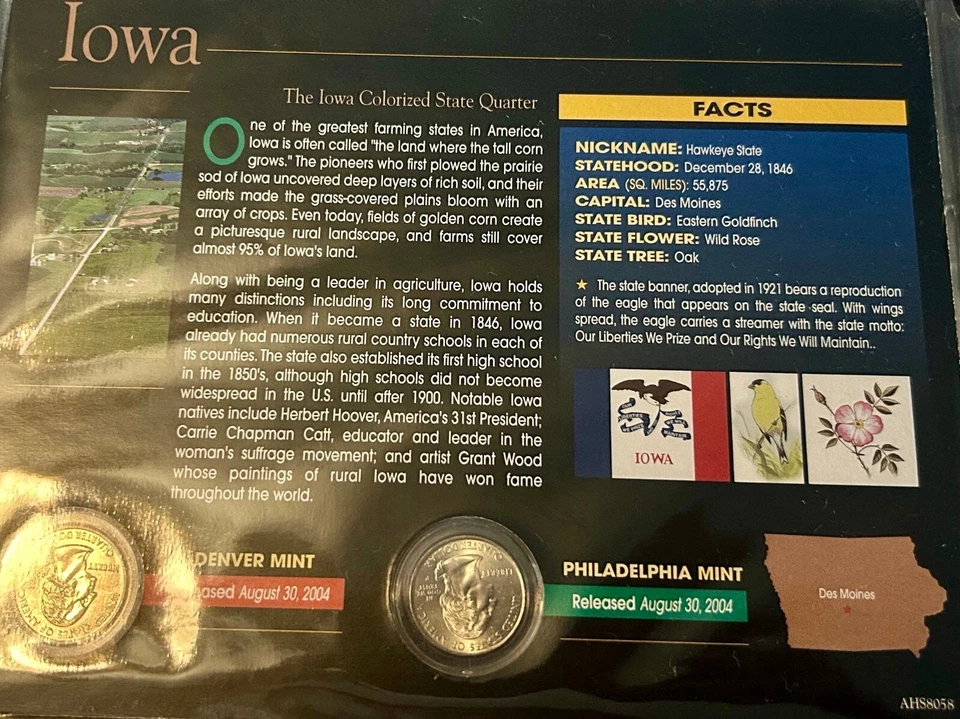 Iowa
The Iowa Colorized State Quarter
One of the greatest farming states in America,
Iowa is often called "the land where the tall corn
grows." The pioneers who first plowed the prairie
sod of Iowa uncovered deep layers of rich soil, and their
efforts made the grass-covered plains bloom with an
array of crops. Even today, fields of golden corn create
a picturesque rural landscape, and farms still cover
almost 95% of Iowa's land.
Along with being a leader in agriculture, Iowa holds
many distinctions including its long commitment to
education. When it became a state in 1846, Iowa
already had numerous rural country schools in each of
its counties. The state also established its first high school
in the 1850's, although high schools did not become
widespread in the U.S. until after 1900. Notable Iowa
natives include Herbert Hoover, America's 31st President;
Carrie Chapman Catt, educator and leader in the
woman's suffrage movement; and artist Grant Wood
whose paintings of rural Iowa have won fame
throughout the world.
FACTS
NICKNAME: Hawkeye State
STATEHOOD: December 28, 1846
AREA (SQ. MILES): 55,875
CAPITAL: Des Moines
STATE BIRD: Eastern Goldfinch
STATE FLOWER: Wild Rose
STATE TREE: Oak
★ The state banner, adopted in 1921 bears a reproduction
of the eagle that appears on the state seal. With wings
spread, the eagle carries a streamer with the state motto:
Our Liberties We Prize and Our Rights We Will Maintain..
IOWA
DENVER MINT
ased August 30, 2004
LIBERTY
PHILADELPHIA MINT
Released August 30, 2004
Des Moines
AHS8058